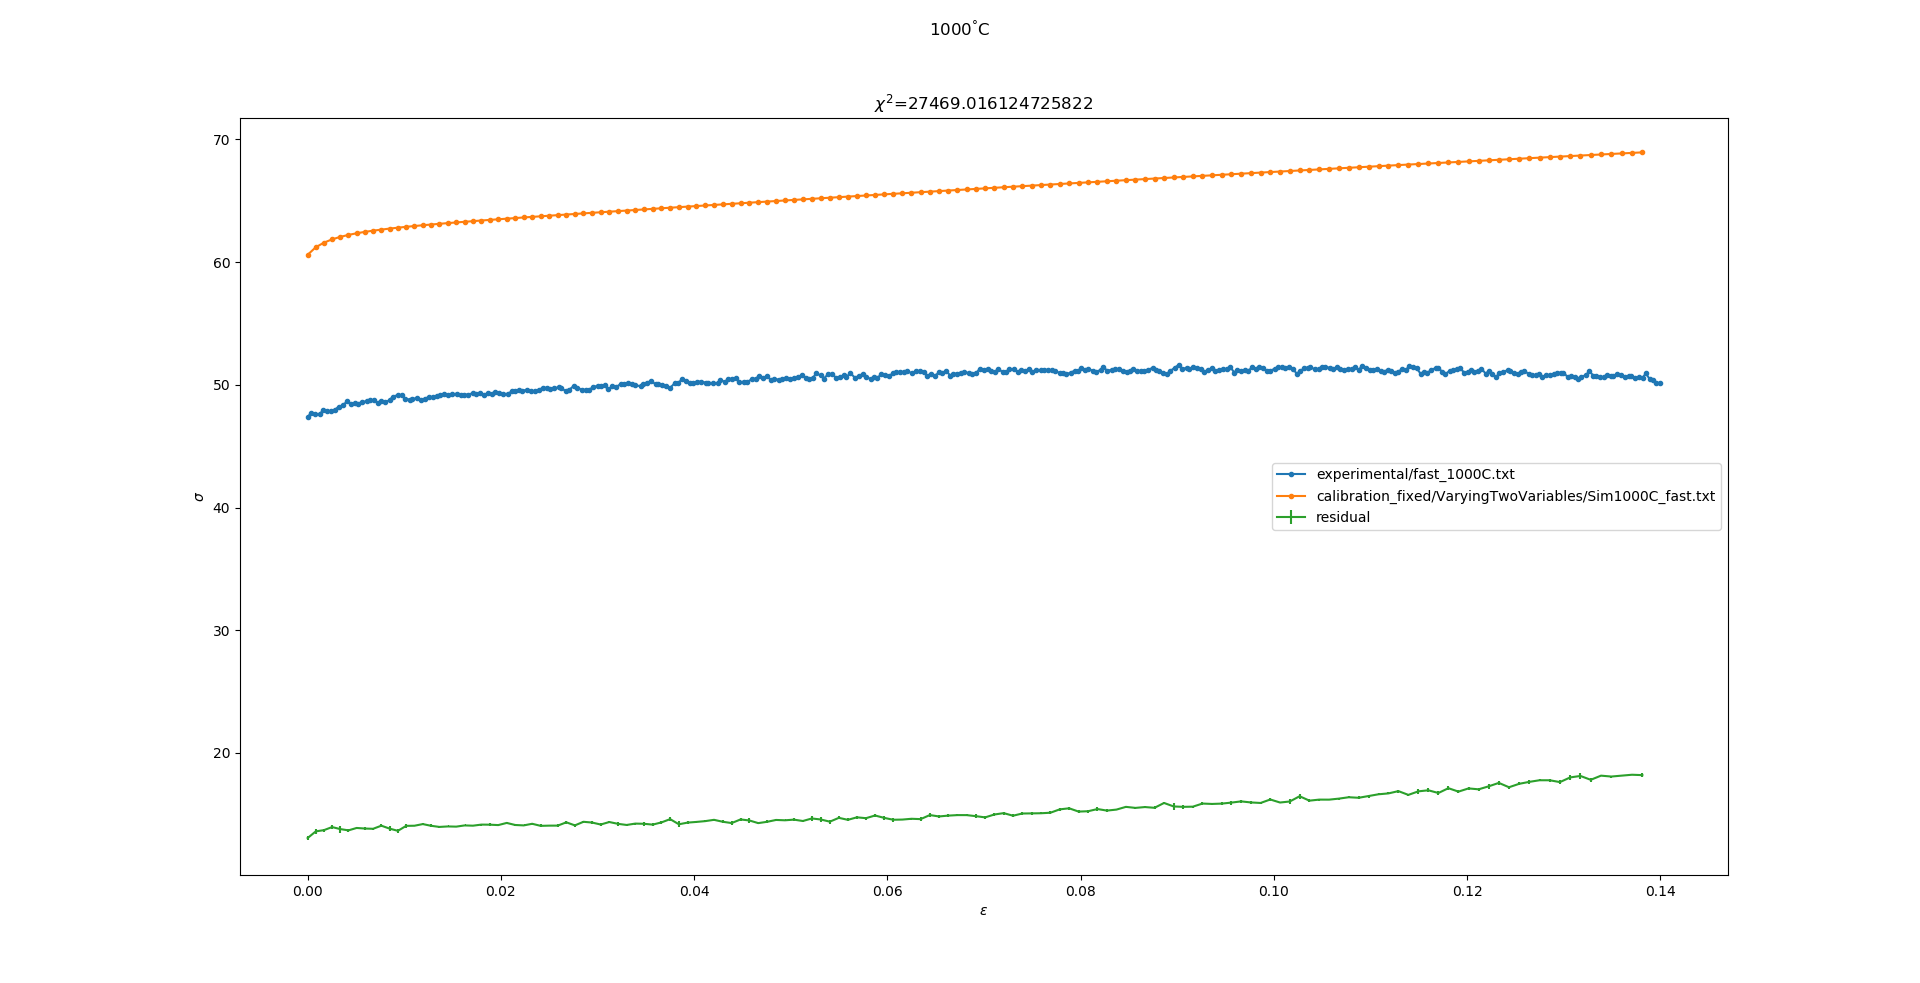 1000°C
χ²=27469.016124725822
70
60
50
40
30
20
σ
0.00 0.02 0.04 0.06 0.08 0.10 0.12 0.14
ε
experimental/fast_1000C.txt
calibration_fixed/VaryingTwoVariables/Sim1000C_fast.txt
residual